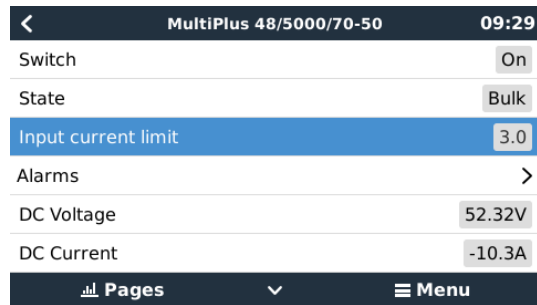 MultiPlus 48/5000/70-50 09:29
Switch On
State Bulk
Input current limit 3.0
Alarms
DC Voltage 52.32V
DC Current -10.3A
Pages Menu